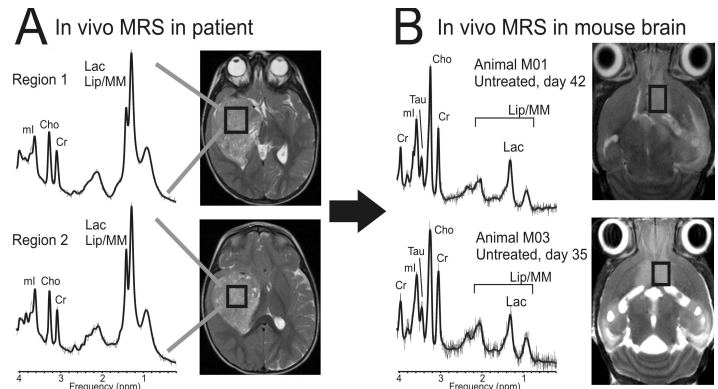 A In vivo MRS in patient
Region 1
Lac
Lip/MM
mI
Cho
Cr
Region 2
Lac
Lip/MM
mI
Cho
Cr
4 2 1
Frequency (ppm)
B In vivo MRS in mouse brain
Animal M01
Untreated, day 42
Cho
Tau
mI
Cr
Cr
Lip/MM
Lac
Animal M03
Untreated, day 35
Cho
Tau
mI
Cr
Cr
Lip/MM
Lac
4 2 1
Frequency (ppm)